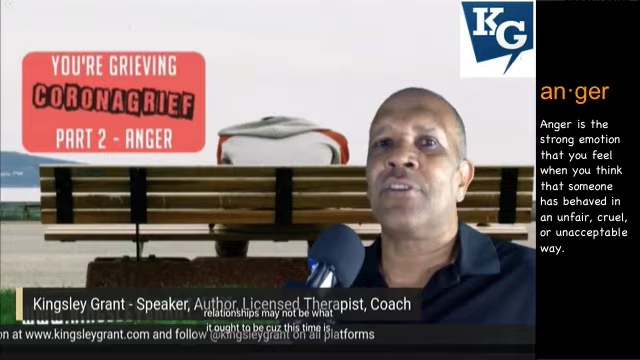 KG
YOU'RE GRIEVING
CORONAGRIEF
PART 2 - ANGER
an·ger
Anger is the
strong emotion
that you feel
when you think
that someone
has behaved in
an unfair, cruel,
or unacceptable
way.
Kingsley Grant - Speaker, Author, Licensed Therapist, Coach
relationships may not be what
it ought to be cuz this time is
on at www.kingsleygrant.com and follow @kingsleygrant on all platforms